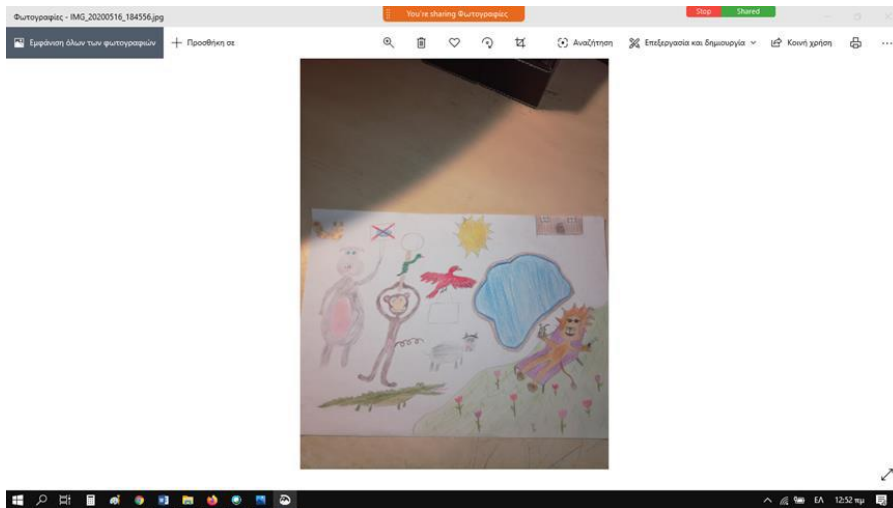 Φωτογραφίες - IMG_20200516_184556.jpg
You're sharing Φωτογραφίες
Stop Shared
Εμφάνιση όλων των φωτογραφιών
Προσθήκη σε
Αναζήτηση
Επεξεργασία και δημιουργία
Κοινή χρήση
ΕΛ
12:52 πμ